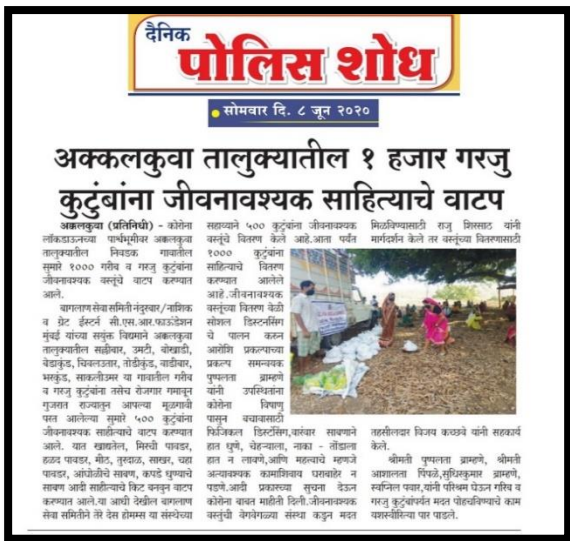 दैनिक
पोलिस शोध
सोमवार दि. ८ जून २०२०
अक्कलकुवा तालुक्यातील १ हजार गरजु
कुटुंबांना जीवनावश्यक साहित्याचे वाटप
अक्कलकुवा (प्रतिनिधी) - कोरोना
लॉकडाऊनच्या पार्श्वभूमीवर अक्कलकुवा
तालुक्यातील निवडक गावातील
सुमारे १००० गरीब व गरजु कुटुंबांना
जीवनावश्यक वस्तूंचे वाटप करण्यात
आले.
बागलाण सेवा समिती नंदुरबार/नाशिक
व ग्रेट ईस्टर्न सी.एस.आर.फाऊंडेशन
मुंबई यांच्या सयुंक्त विद्यमाने अक्कलकुवा
तालुक्यातील सल्लीबार, उमटी, बोखाडी,
बेडाकुंड, चिवलउतार, तोडीकुंड, वाडीबार,
भरकुंड, साकलीउमर या गावातील गरीब
व गरजु कुटुंबांना तसेच रोजगार गमावून
गुजरात राज्यातुन आपल्या मूळगावी
परत आलेल्या सुमारे ५०० कुटुंबांना
जीवनावश्यक साहीत्याचे वाटप करण्यात
आले. यात खाद्यतेल, मिरची पावडर,
हळद पावडर, मीठ, तुरदाळ, साखर, चहा
पावडर, आंघोळीचे साबण, कपडे धुण्याचे
साबण आदी साहीत्याचे किट बनवुन वाटप
करण्यात आले.या आधी देखील बागलाण
सेवा समितीने तेरे देस होमम्स या संस्थेच्या
सहाय्याने ५०० कुटुंबांना जीवनावश्यक
वस्तूंचे वितरण केले आहे.आता पर्यंत
१००० कुटुंबांना
साहित्याचे वितरण
करण्यात आलेले
आहे.जीवनावश्यक
वस्तूंच्या वितरण वेळी
सोशल डिस्टनसिंग
चे पालन करुन
आरोशि प्रकल्पाच्या
प्रकल्प समन्वयक
पुष्पलता ब्राम्हणे
यांनी उपस्थितांना
कोरोना विषाणु
पासुन बचावासाठी
फिजिकल डिस्टंसिंग,वारंवार साबणाने
हात धुणे, चेहऱ्याला, नाका - तोंडाला
हात न लावणे,आणि महत्वाचे म्हणजे
अत्यावश्यक कामाशिवाय घराबाहेर न
पडणे.आदी प्रकारच्या सुचना देऊन
कोरोना बाबत माहीती दिली.जीवनावश्यक
वस्तुंची वेगवेगळ्या संस्था कडुन मदत
मिळविण्यासाठी राजु शिरसाठ यांनी
मार्गदर्शन केले तर वस्तूंच्या वितरणासाठी
तहसीलदार विजय कच्छवे यांनी सहकार्य
केले.
श्रीमती पुष्पलता ब्राम्हणे, श्रीमती
आशालता पिंपळे,सुधिरकुमार ब्राम्हणे,
स्वप्निल पवार,यांनी परिश्रम घेऊन गरिब व
गरजु कुटुंबांपर्यंत मदत पोहचविण्याचे काम
यशस्वीरित्या पार पाडले.